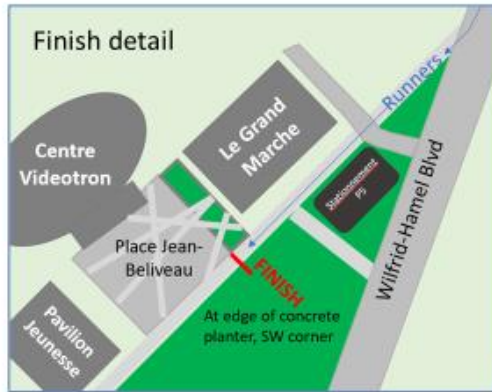 Finish detail
Runners
Le Grand
Marche
Centre
Videotron
Stationnement
P5
Wilfrid-Hamel Blvd
Place Jean-
Beliveau
FINISH
At edge of concrete
planter, SW corner
Pavilion
Jeunesse